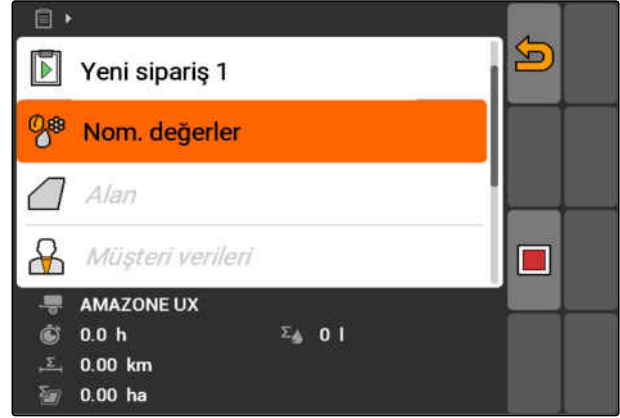 Yeni sipariş 1
Nom. değerler
Alan
Müşteri verileri
AMAZONE UX
0.0 h Σ 0 l
Σ 0.00 km
Σ 0.00 ha